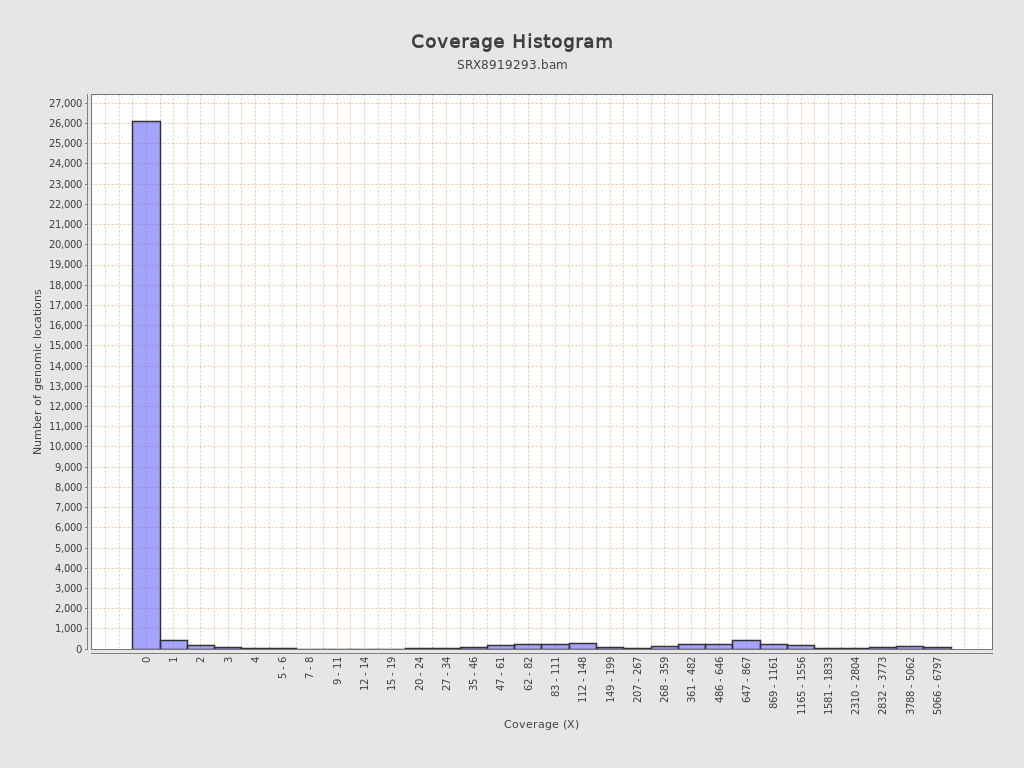 Coverage Histogram
SRX8919293.bam
Number of genomic locations
27,000
26,000
25,000
24,000
23,000
22,000
21,000
20,000
19,000
18,000
17,000
16,000
15,000
14,000
13,000
12,000
11,000
10,000
9,000
8,000
7,000
6,000
5,000
4,000
3,000
2,000
1,000
0
0
1
2
3
4
5 - 6
7 - 8
9 - 11
12 - 14
15 - 19
20 - 24
27 - 34
35 - 46
47 - 61
62 - 82
83 - 111
112 - 148
149 - 199
207 - 267
268 - 359
361 - 482
486 - 646
647 - 867
869 - 1161
1165 - 1556
1581 - 1833
2310 - 2804
2832 - 3773
3788 - 5062
5066 - 6797
Coverage (X)